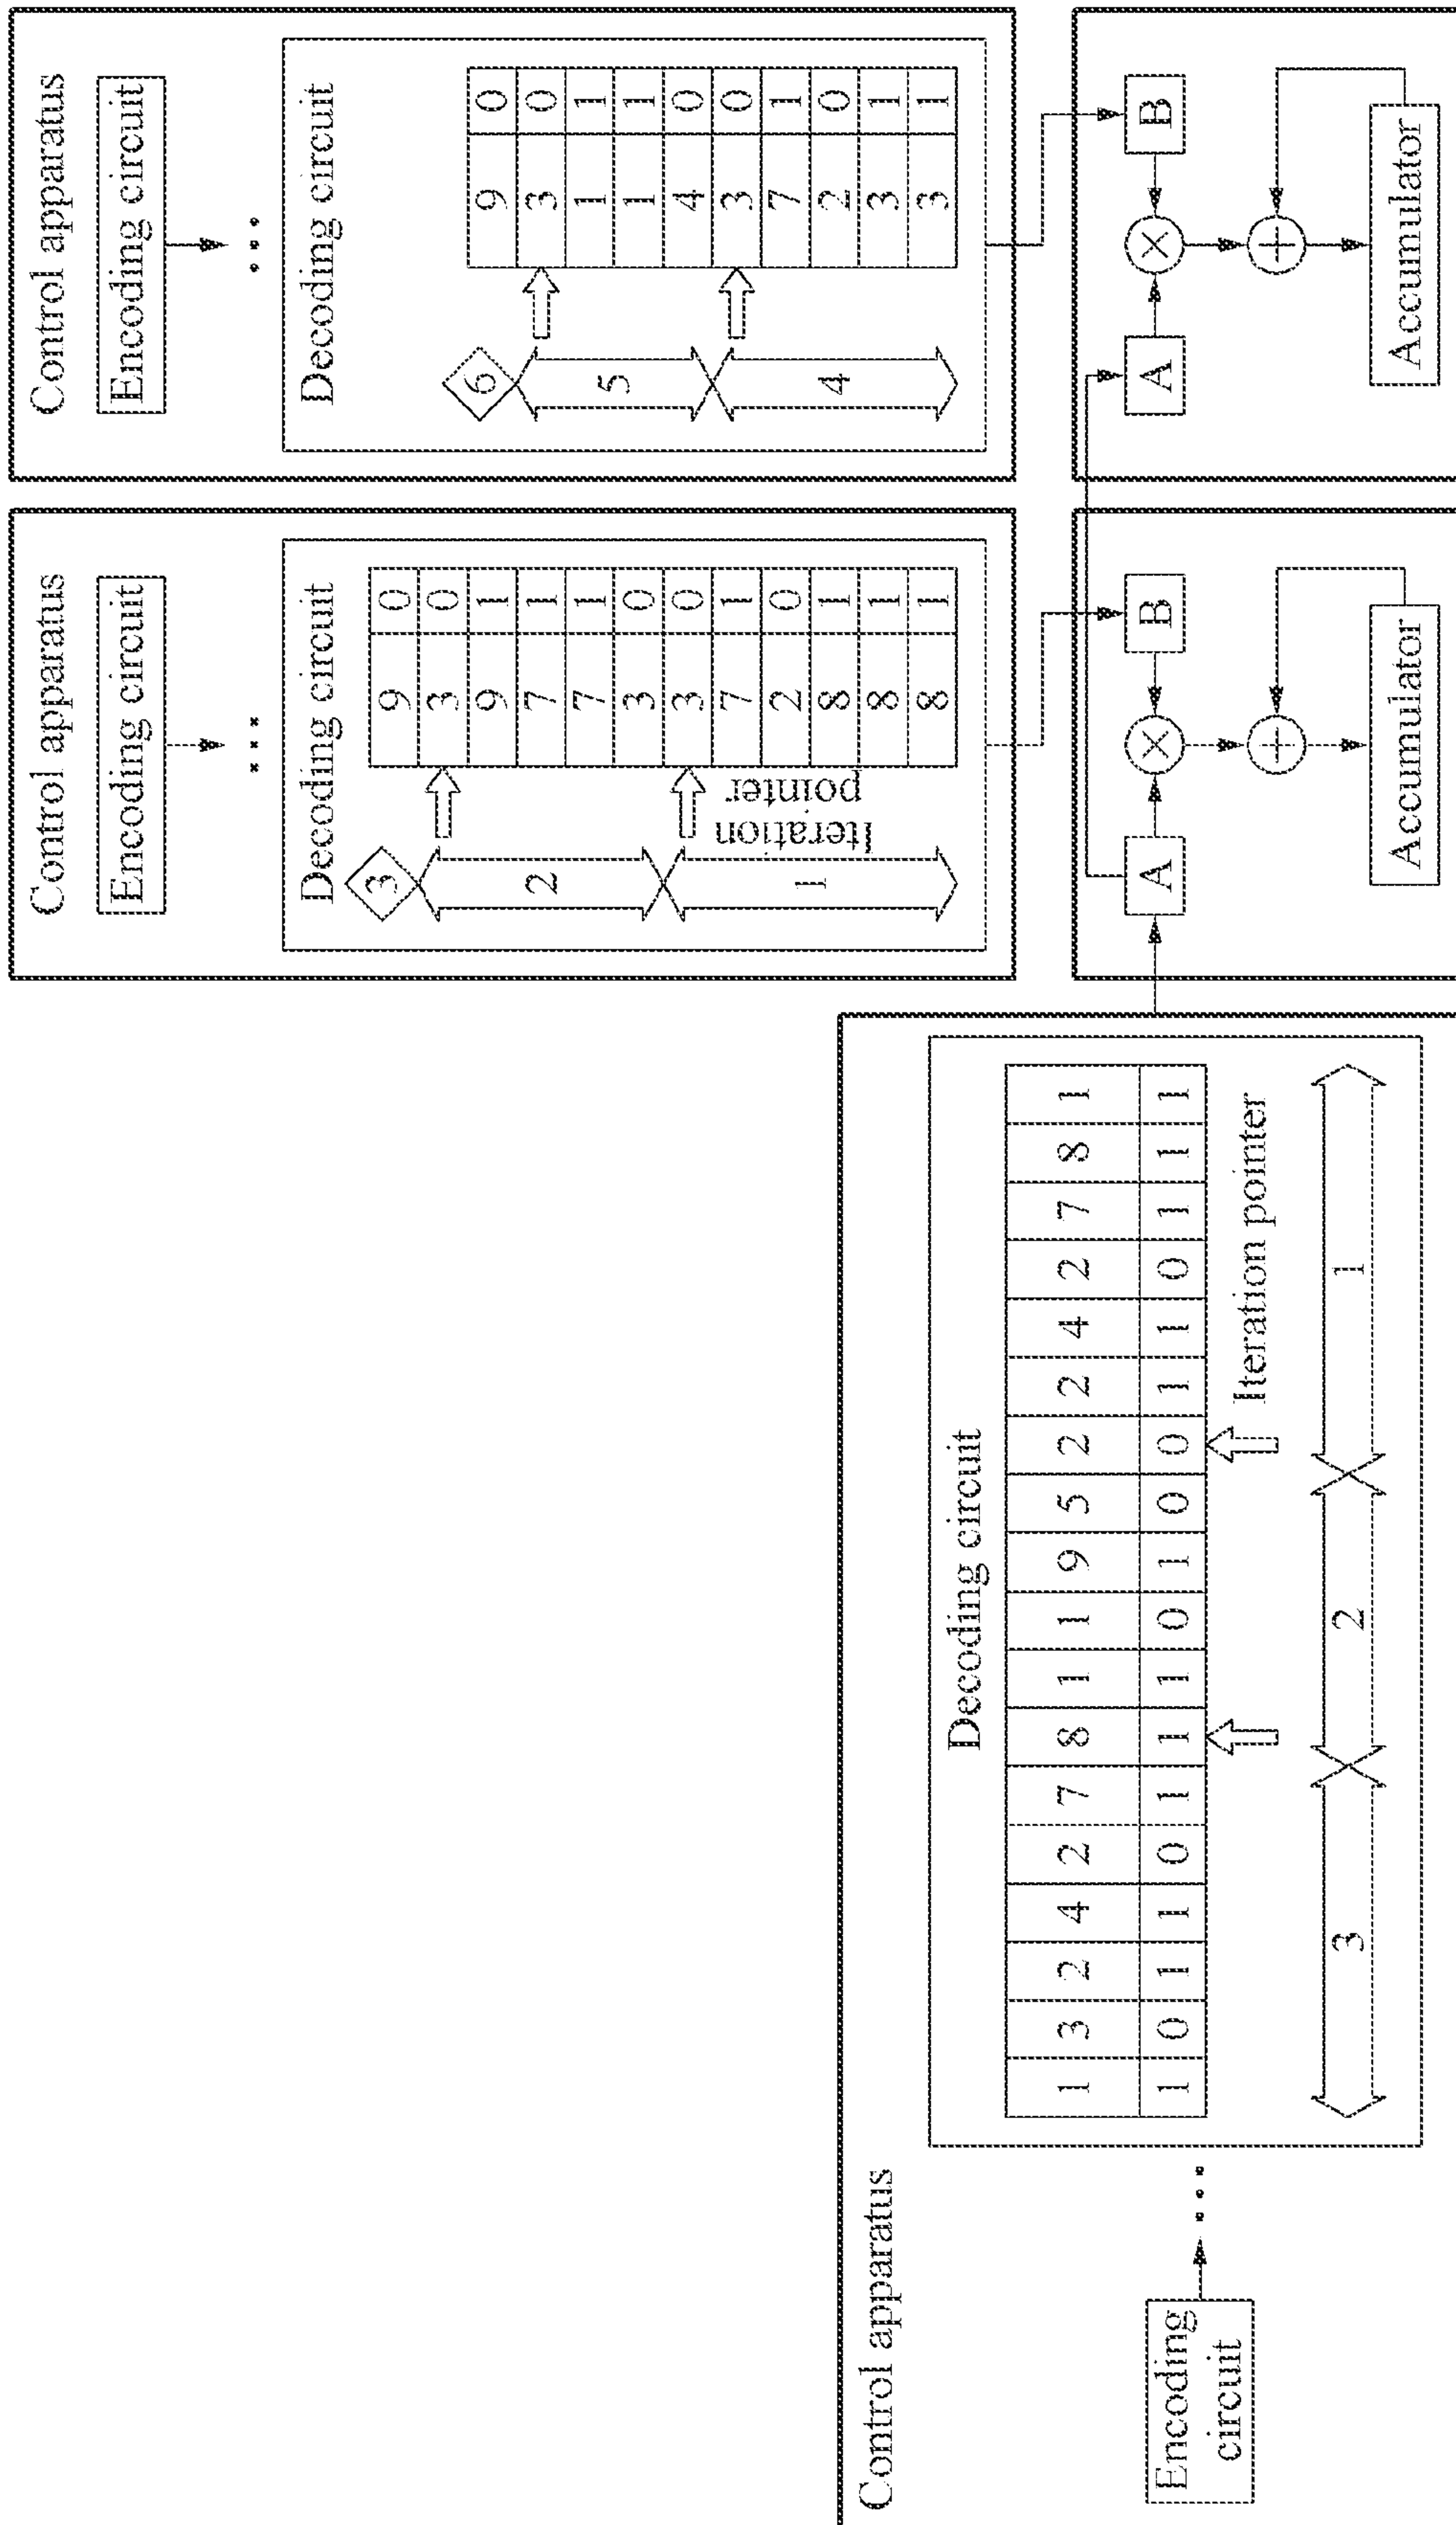 Control apparatus
Encoding circuit
...
Decoding circuit
9 0
3 0
9 1
7 1
7 1
3 0
3 0
7 1
2 0
8 1
8 1
8 1
3
2
1
Iteration
pointer
Control apparatus
Encoding circuit
...
Decoding circuit
9 0
3 0
1 1
1 1
4 0
3 0
7 1
2 0
3 1
3 1
6
5
4
Control apparatus
Encoding
circuit
...
Decoding circuit
1 3 2 4 2 7 8 1 1 9 5 2 2 4 2 7 8 1
1 0 1 1 0 1 1 1 0 1 0 0 1 1 0 1 1 1
Iteration pointer
3 2 1
A × B
+
Accumulator
A × B
+
Accumulator